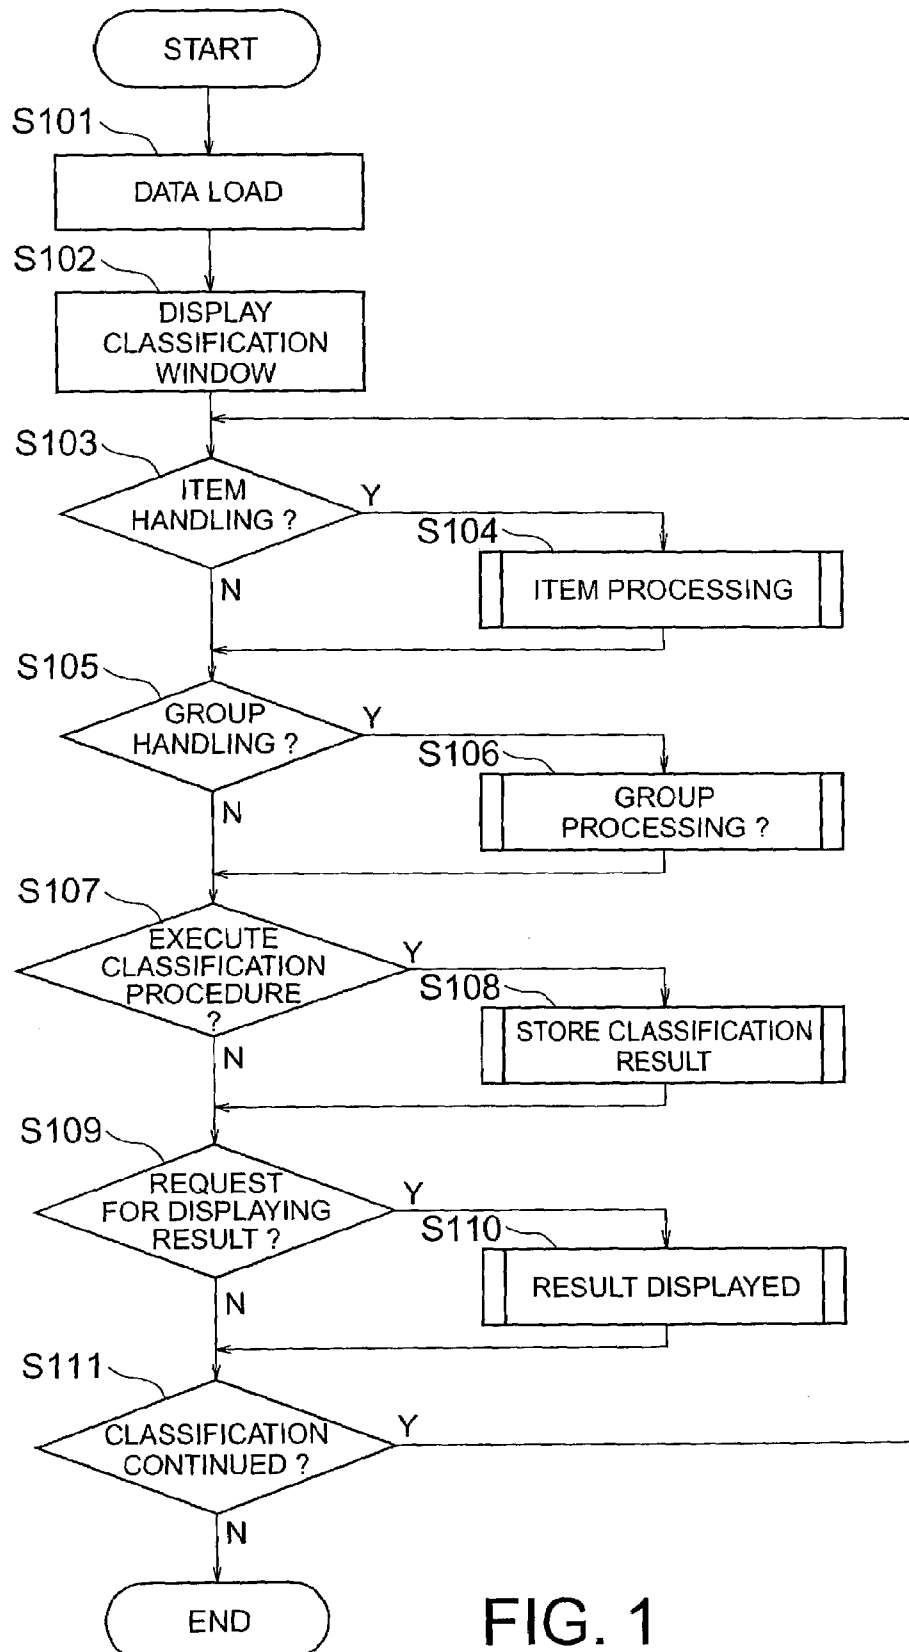 START
S101
DATA LOAD
S102
DISPLAY
CLASSIFICATION
WINDOW
S103
ITEM
HANDLING ?
Y
N
S104
ITEM PROCESSING
S105
GROUP
HANDLING ?
Y
N
S106
GROUP
PROCESSING ?
S107
EXECUTE
CLASSIFICATION
PROCEDURE
?
Y
N
S108
STORE CLASSIFICATION
RESULT
S109
REQUEST
FOR DISPLAYING
RESULT ?
Y
N
S110
RESULT DISPLAYED
S111
CLASSIFICATION
CONTINUED ?
Y
N
END
FIG. 1